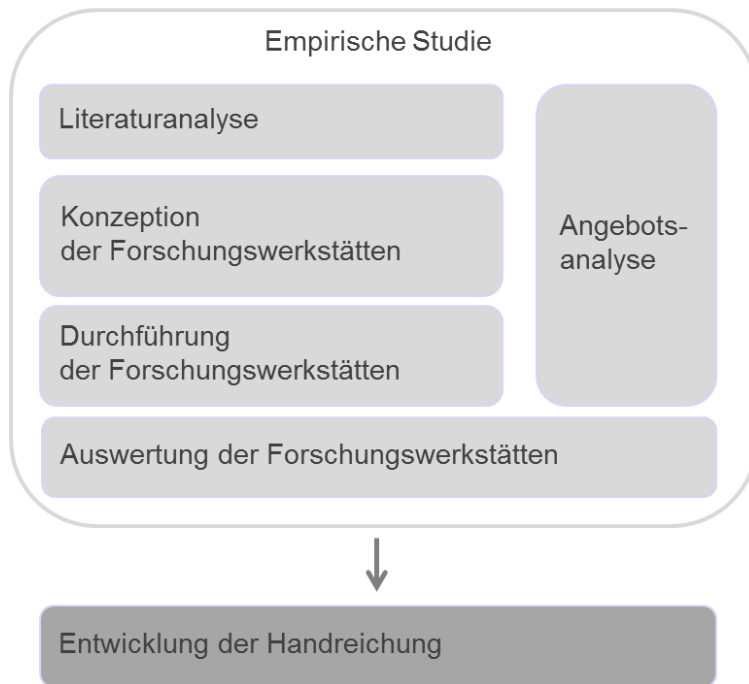 Empirische Studie
Literaturanalyse
Konzeption
der Forschungswerkstätten
Durchführung
der Forschungswerkstätten
Angebots-
analyse
Auswertung der Forschungswerkstätten
Entwicklung der Handreichung